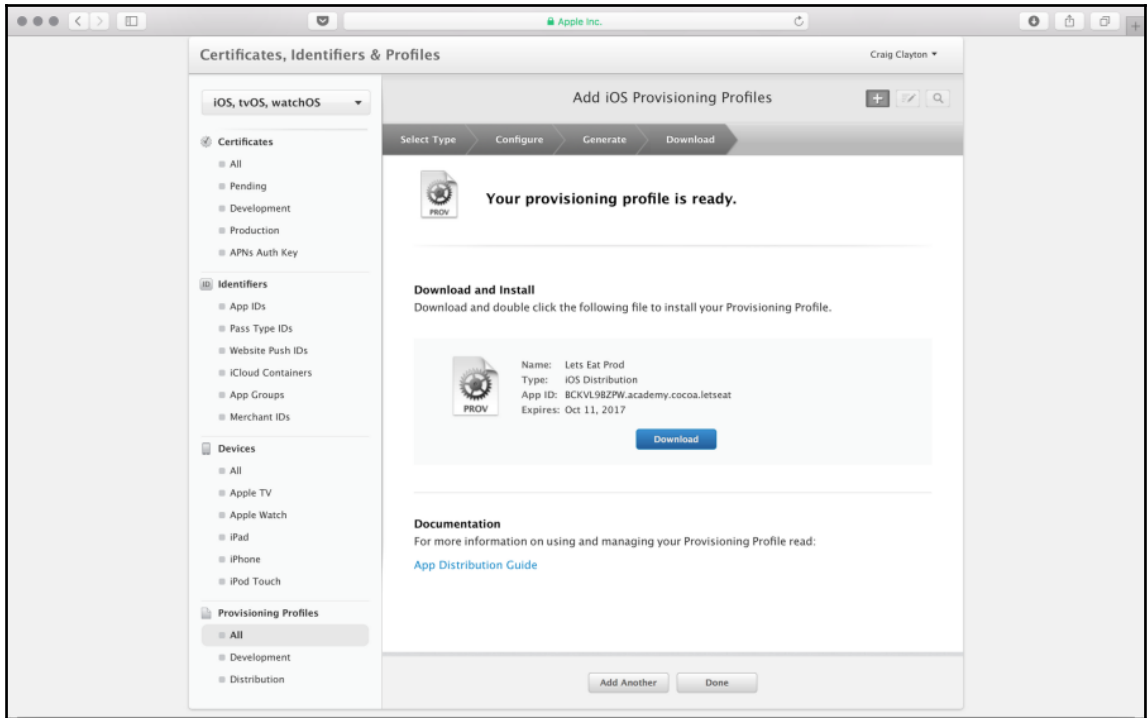 Apple Inc.
Certificates, Identifiers & Profiles
Craig Clayton
iOS, tvOS, watchOS
Certificates
All
Pending
Development
Production
APNs Auth Key
ID
Identifiers
App IDs
Pass Type IDs
Website Push IDs
iCloud Containers
App Groups
Merchant IDs
Devices
All
Apple TV
Apple Watch
iPad
iPhone
iPod Touch
Provisioning Profiles
All
Development
Distribution
Add iOS Provisioning Profiles
Select Type
Configure
Generate
Download
PROV
Your provisioning profile is ready.
Download and Install
Download and double click the following file to install your Provisioning Profile.
PROV
Name: Lets Eat Prod
Type: iOS Distribution
App ID: BCKVL9BZPW.academy.cocoa.letseat
Expires: Oct 11, 2017
Download
Documentation
For more information on using and managing your Provisioning Profile read:
App Distribution Guide
Add Another
Done